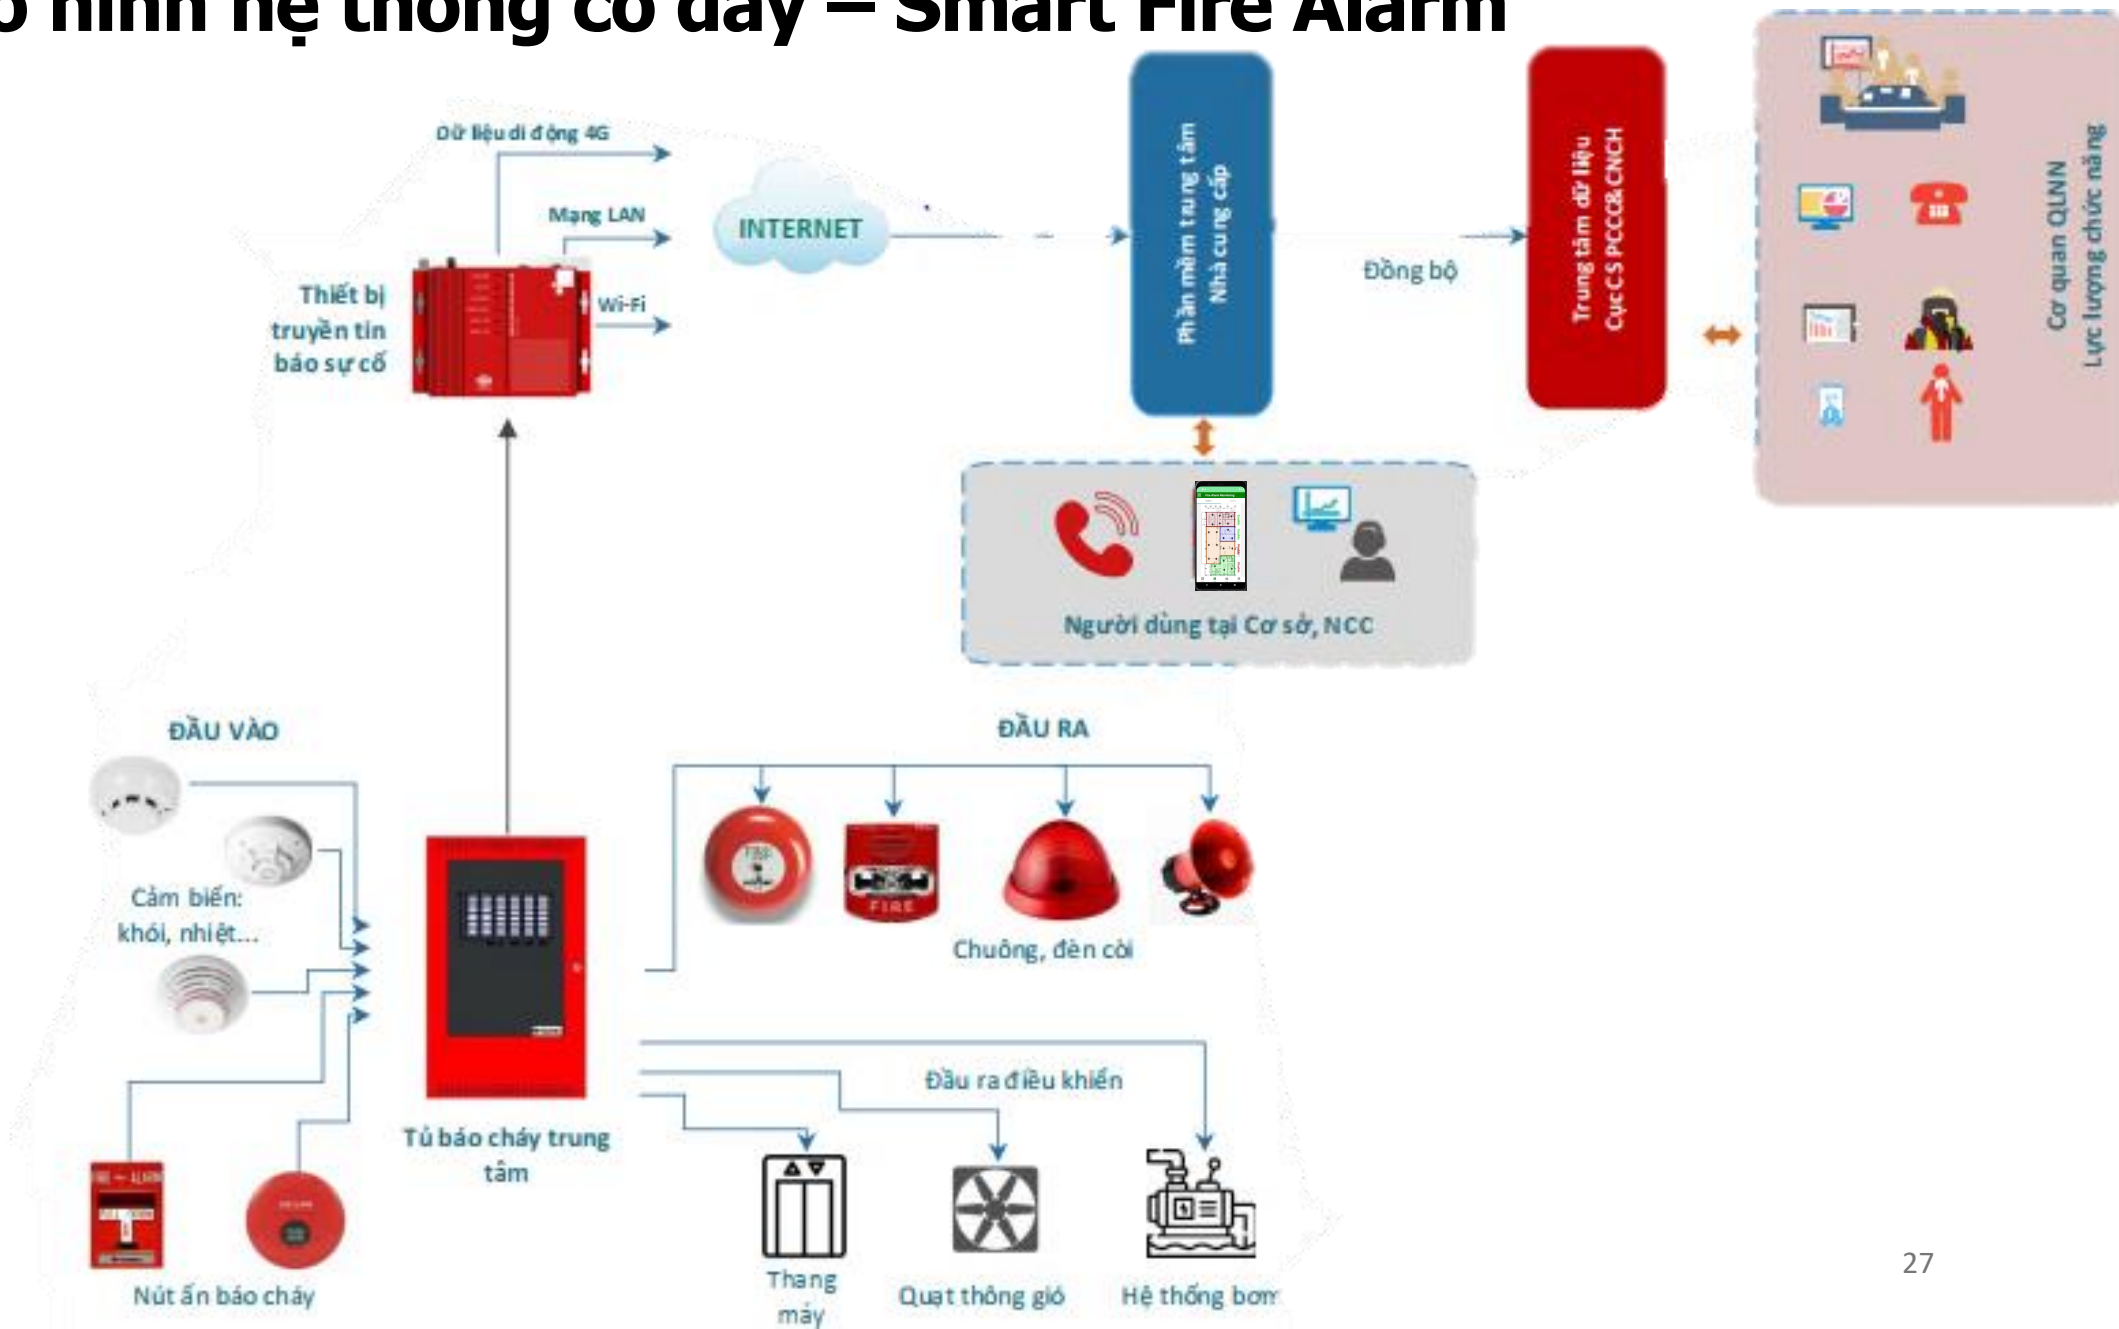 hình hệ thống có dây – Smart Fire Alarm
Dữ liệu di động 4G
Mạng LAN
Wi-Fi
INTERNET
Thiết bị
truyền tin
báo sự cố
Phần mềm trung tâm
Nhà cung cấp
Đồng bộ
Trung tâm dữ liệu
Cục CS PCCC&CNCH
Cơ quan QLNN
Lực lượng chức năng
Người dùng tại Cơ sở, NCC
ĐẦU VÀO
ĐẦU RA
Cảm biến:
khói, nhiệt...
FIRE
Chuông, đèn còi
Đầu ra điều khiển
Tủ báo cháy trung
tâm
Nút ấn báo cháy
Thang
máy
Quạt thông gió
Hệ thống bơm
27